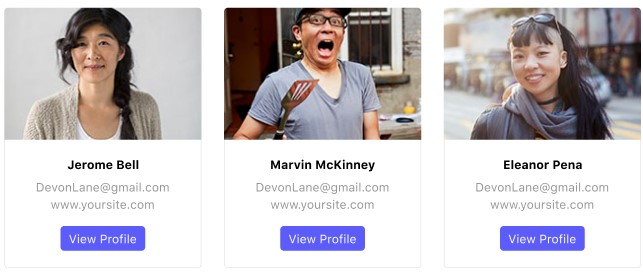 Jerome Bell
DevonLane@gmail.com
www.yoursite.com
View Profile
Marvin McKinney
DevonLane@gmail.com
www.yoursite.com
View Profile
Eleanor Pena
DevonLane@gmail.com
www.yoursite.com
View Profile